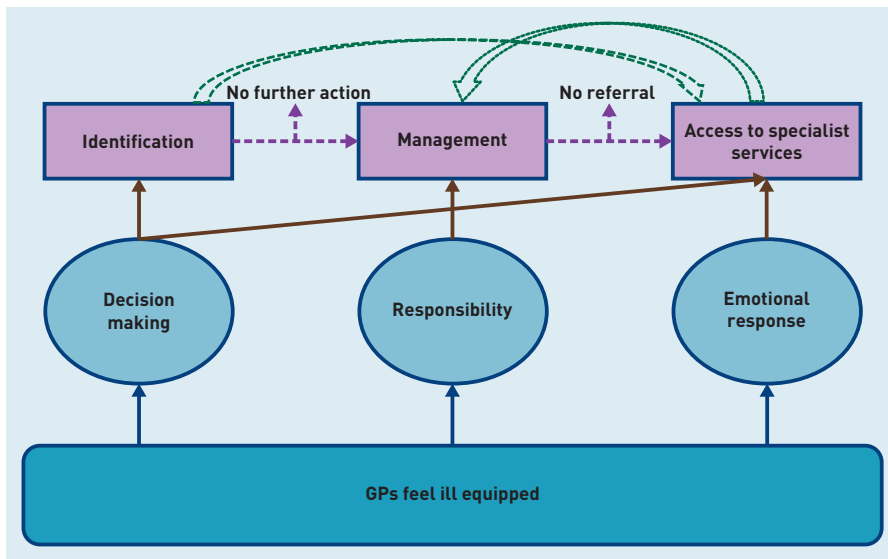 No further action
No referral
Identification
Management
Access to specialist
services
Decision
making
Responsibility
Emotional
response
GPs feel ill equipped